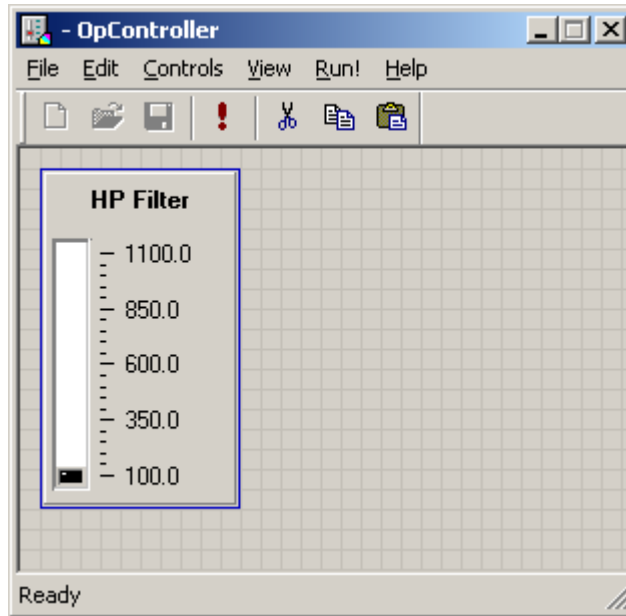 - OpController
File Edit Controls View Run! Help
HP Filter
1100.0
850.0
600.0
350.0
100.0
Ready